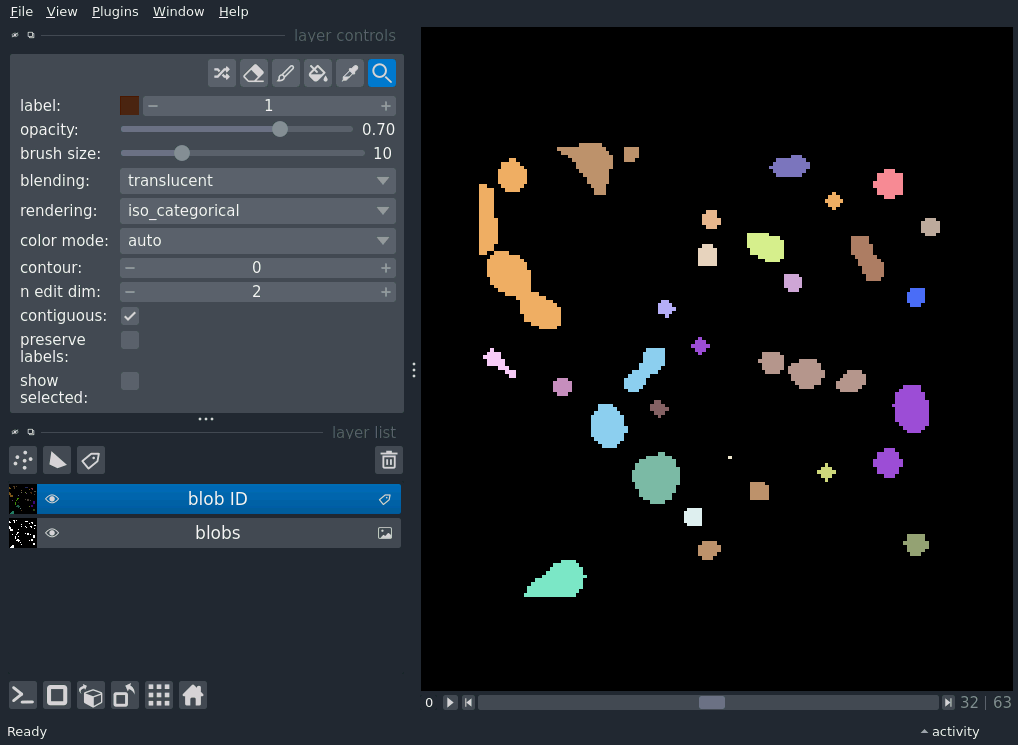 File View Plugins Window Help
layer controls
label: 1
opacity: 0.70
brush size: 10
blending: translucent
rendering: iso_categorical
color mode: auto
contour: 0
n edit dim: 2
contiguous:
preserve
labels:
show
selected:
layer list
blob ID
blobs
0 32 | 63
Ready activity